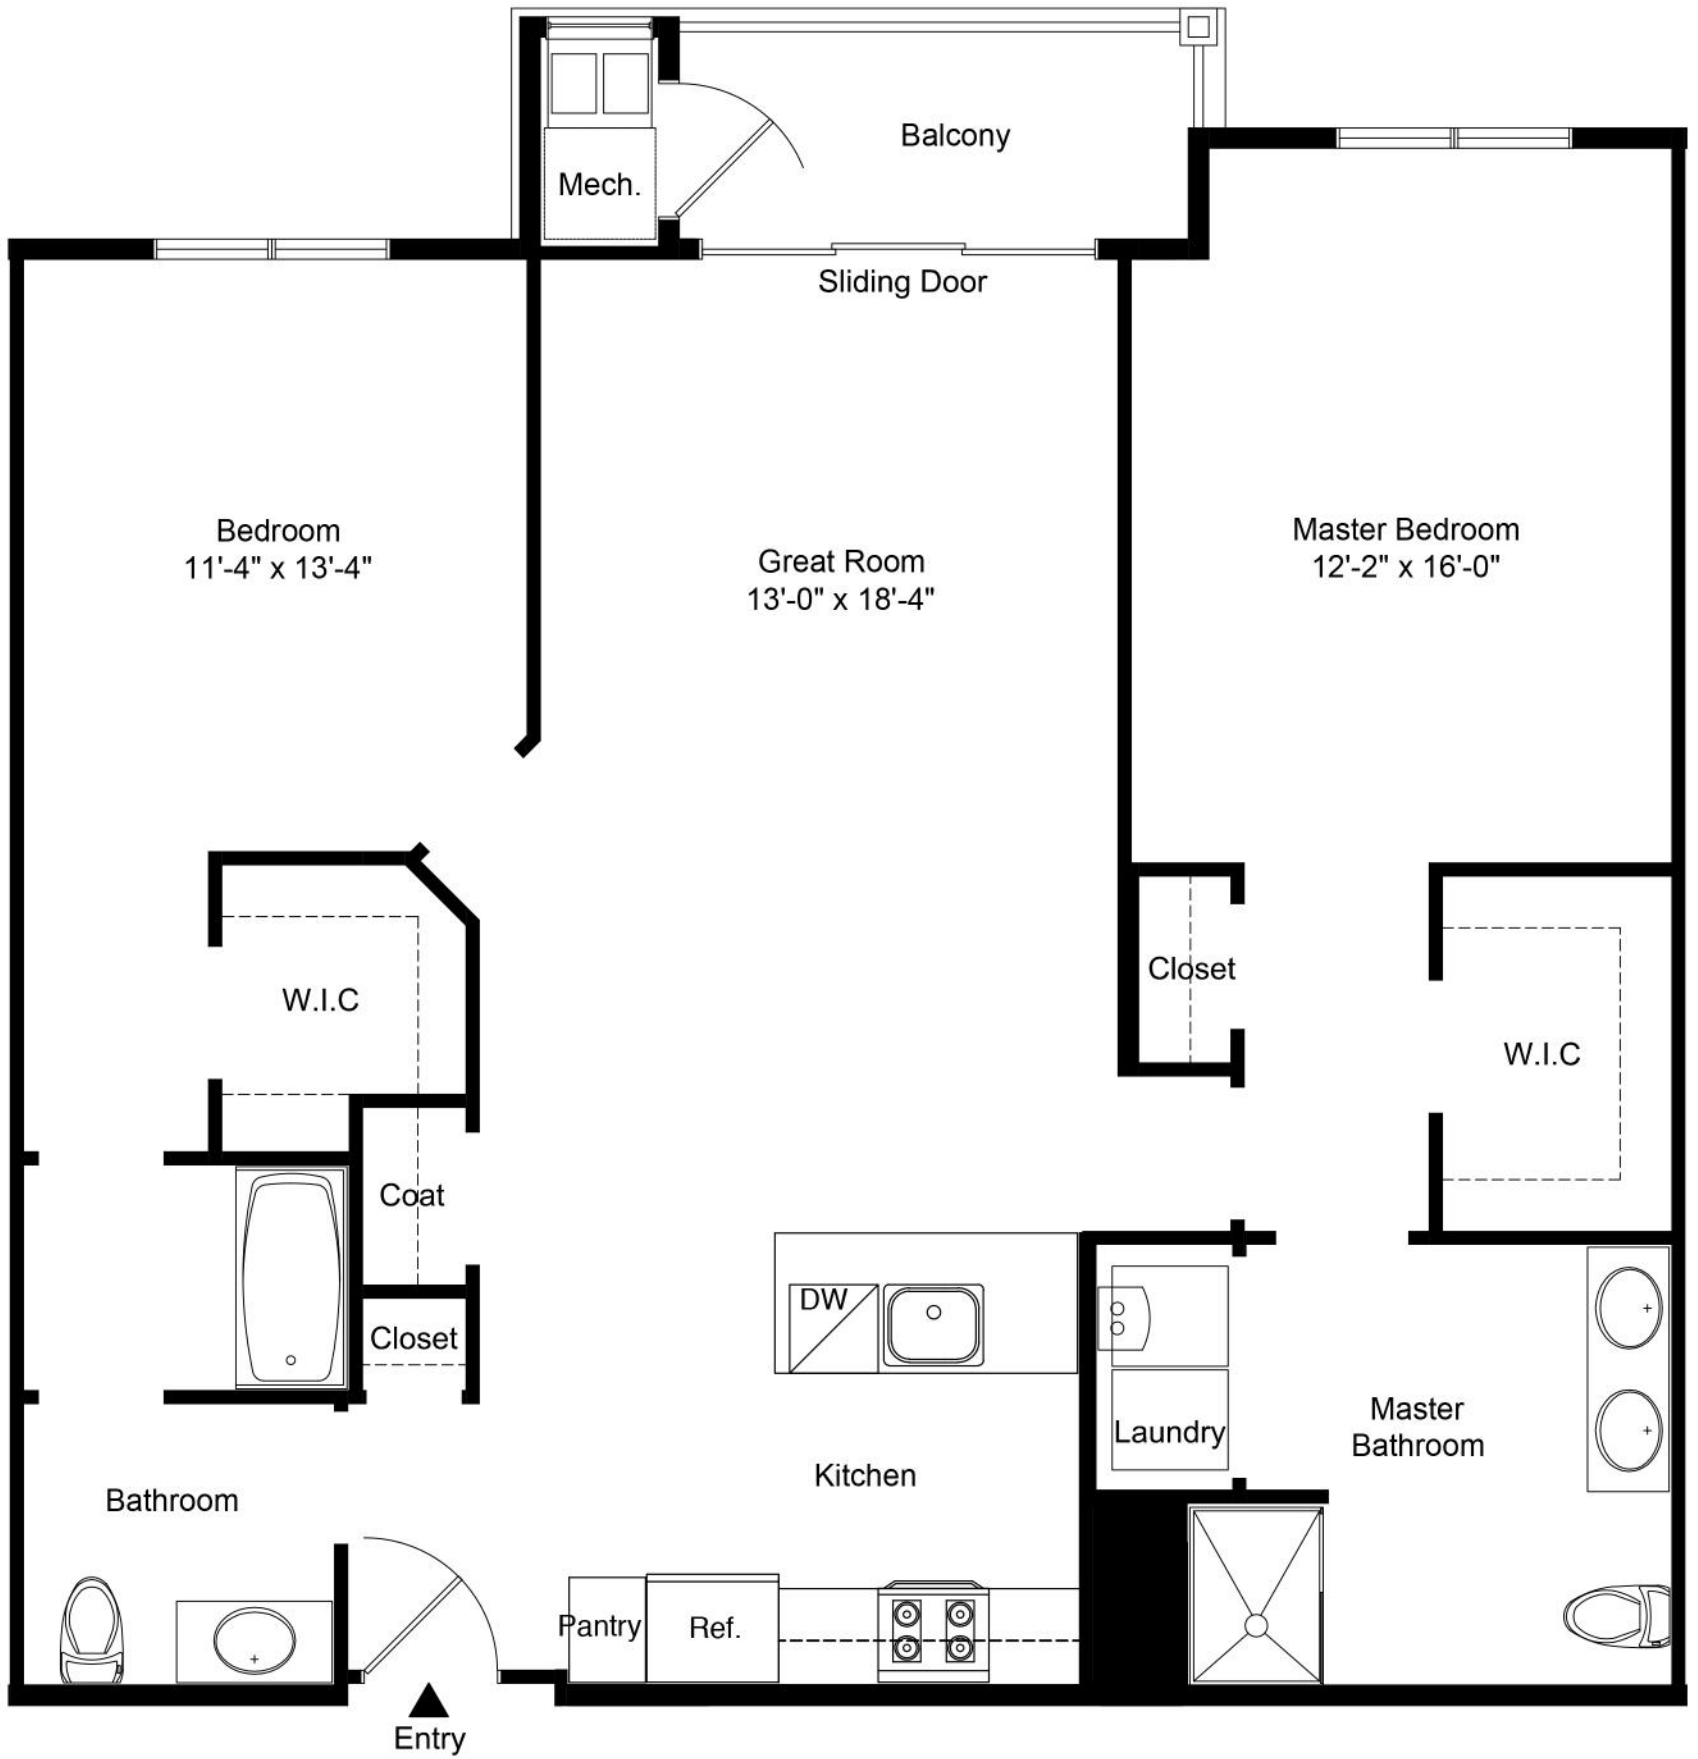 Balcony
Mech.
Sliding Door
Bedroom
11'-4" x 13'-4"
Great Room
13'-0" x 18'-4"
Master Bedroom
12'-2" x 16'-0"
Closet
W.I.C
W.I.C
Coat
DW
Closet
Laundry
Master
Bathroom
Kitchen
Bathroom
Pantry
Ref.
Entry